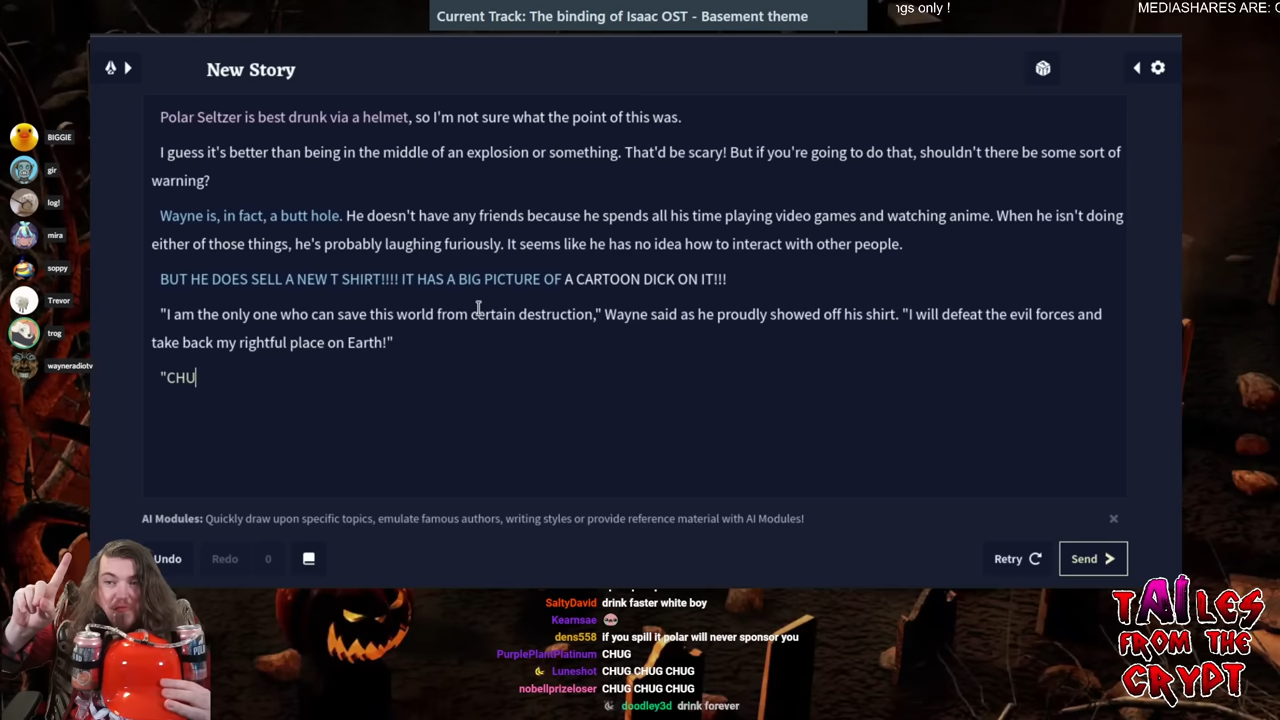 Current Track: The binding of Isaac OST - Basement theme
ngs only !
MEDIASHARES ARE:
New Story
BIGGIE
gir
log!
mira
soppy
Trevor
trog
wayneradiotv
Polar Seltzer is best drunk via a helmet, so I'm not sure what the point of this was.
I guess it's better than being in the middle of an explosion or something. That'd be scary! But if you're going to do that, shouldn't there be some sort of
warning?
Wayne is, in fact, a butt hole. He doesn't have any friends because he spends all his time playing video games and watching anime. When he isn't doing
either of those things, he's probably laughing furiously. It seems like he has no idea how to interact with other people.
BUT HE DOES SELL A NEW T SHIRT!!!! IT HAS A BIG PICTURE OF A CARTOON DICK ON IT!!!
"I am the only one who can save this world from certain destruction," Wayne said as he proudly showed off his shirt. "I will defeat the evil forces and
take back my rightful place on Earth!"
"CHU
AI Modules: Quickly draw upon specific topics, emulate famous authors, writing styles or provide reference material with AI Modules!
Undo
Redo
0
Retry
Send
SaltyDavid drink faster white boy
Kearnsae
dens558 if you spill it polar will never sponsor you
PurplePlantPlatinum CHUG
Luneshot CHUG CHUG CHUG
nobellprizeloser CHUG CHUG CHUG
doodley3d drink forever
TAILES
FROM THE
CRYPT